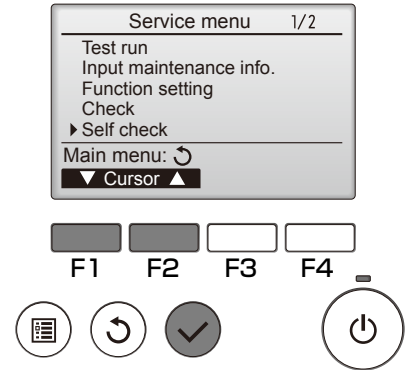 Service menu 1/2
Test run
Input maintenance info.
Function setting
Check
▶Self check
Main menu: ↺
▼ Cursor ▲
F1 F2 F3 F4